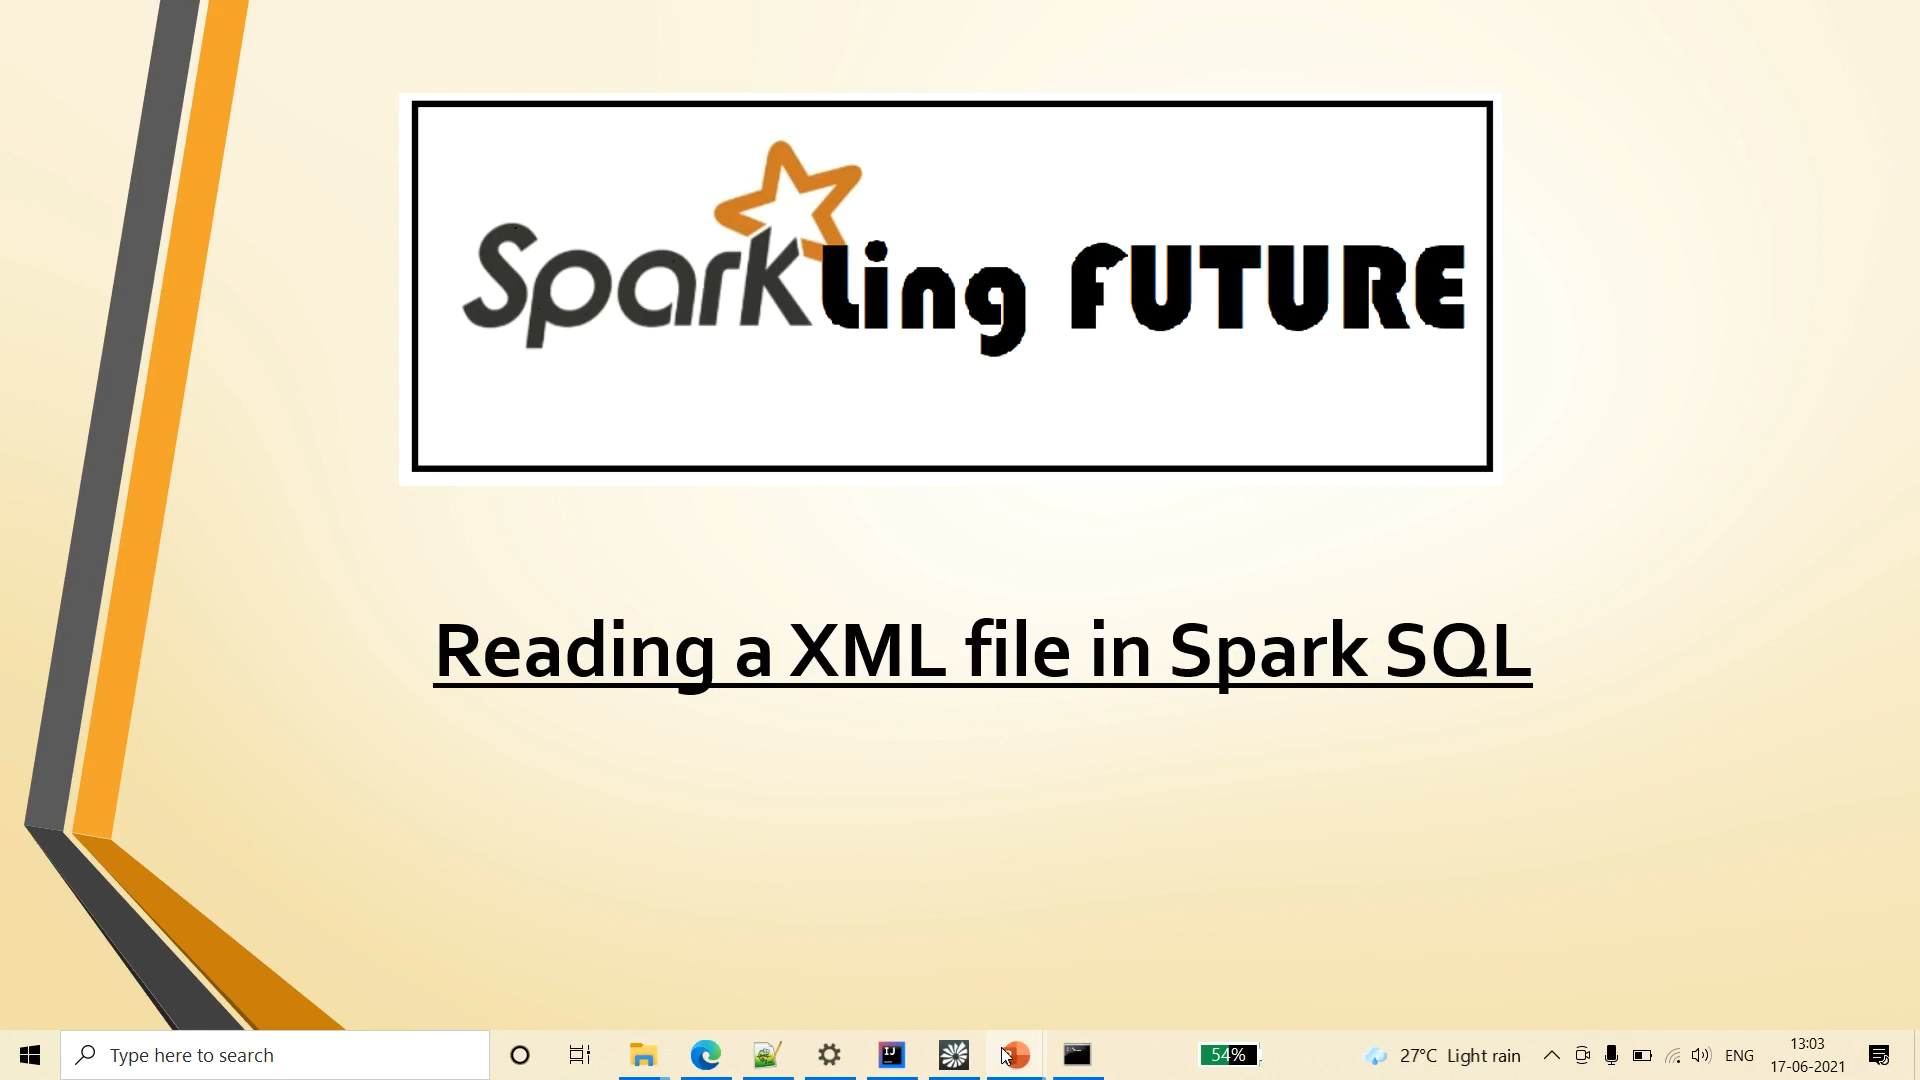 SparkLing FUTURE
Reading a XML file in Spark SQL
Type here to search
IJ
54%
27°C Light rain
ENG
13:03
17-06-2021